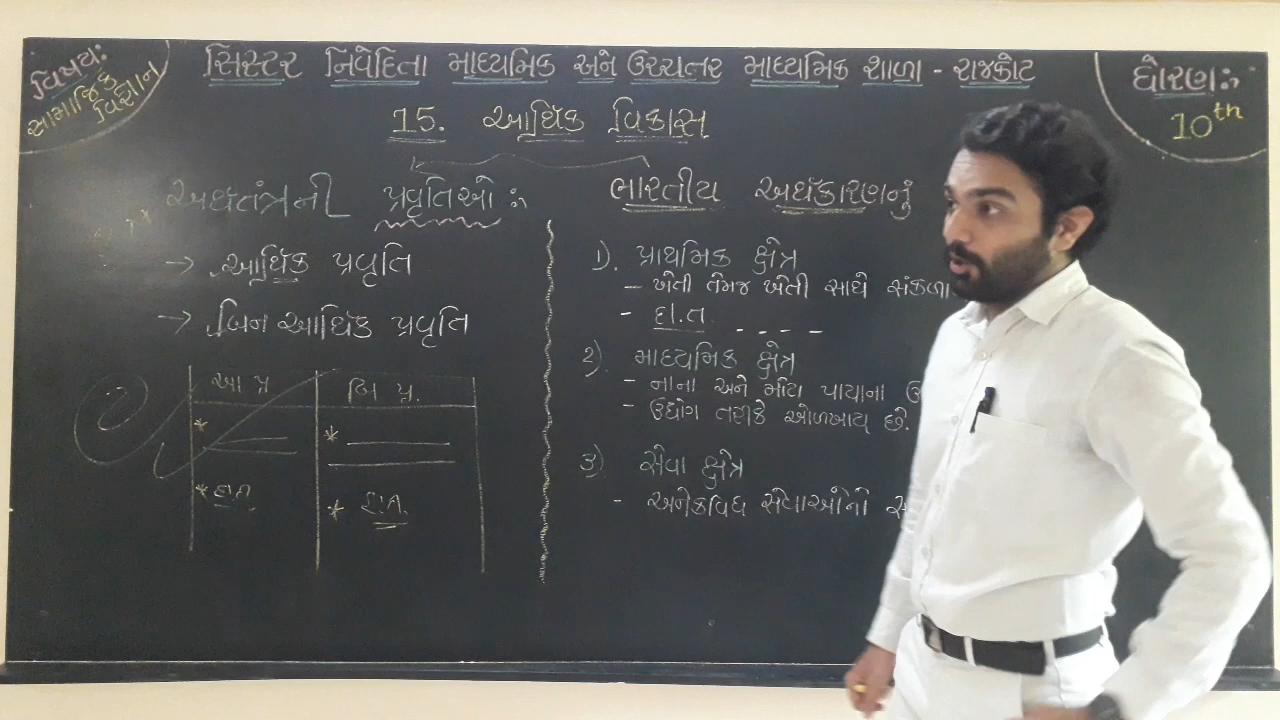 વિષય:
સામાજિક
વિજ્ઞાન
સિસ્ટર નિવેદિતા માધ્યમિક અને ઉચ્ચતર માધ્યમિક શાળા - રાજકોટ
ધોરણ:
10th
15. આર્થિક વિકાસ
અર્થતંત્રની પ્રવૃતિઓ :
→ આર્થિક પ્રવૃતિ
→ બિન આર્થિક પ્રવૃતિ
આ પ્ર
બિ પ્ર.
*
*
* દા.ત.
* દા.ત.
ભારતીય અર્થકારણનું
1). પ્રાથમિક ક્ષેત્ર
- ખેતી તેમજ ખેતી સાથે સંકળા
- દા.ત. - - - -
2). માધ્યમિક ક્ષેત્ર
- નાના અને મોટા પાયાના ઉ
- ઉદ્યોગ તરીકે ઓળખાય છે.
૩) સેવા ક્ષેત્ર
- અનેકવિધ સેવાઓનો સ